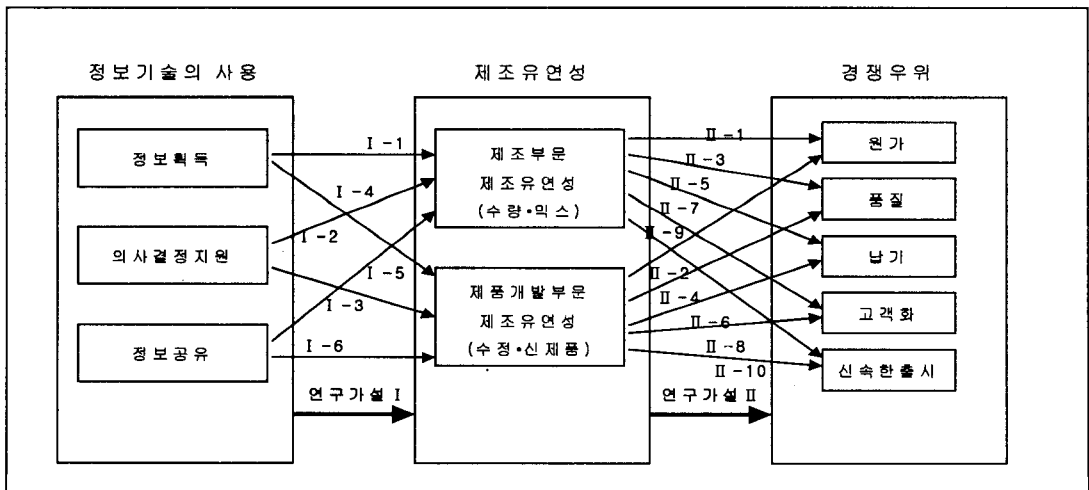 정보기술의 사용
제조유연성
경쟁우위
정보획득
의사결정지원
정보공유
I-1
I-4
I-2
I-5
I-3
I-6
연구가설 I
제조부문
제조유연성
(수량•믹스)
제품개발부문
제조유연성
(수정•신제품)
II-1
II-3
II-5
II-7
II-9
II-2
II-4
II-6
II-8
II-10
연구가설 II
원가
품질
납기
고객화
신속한출시